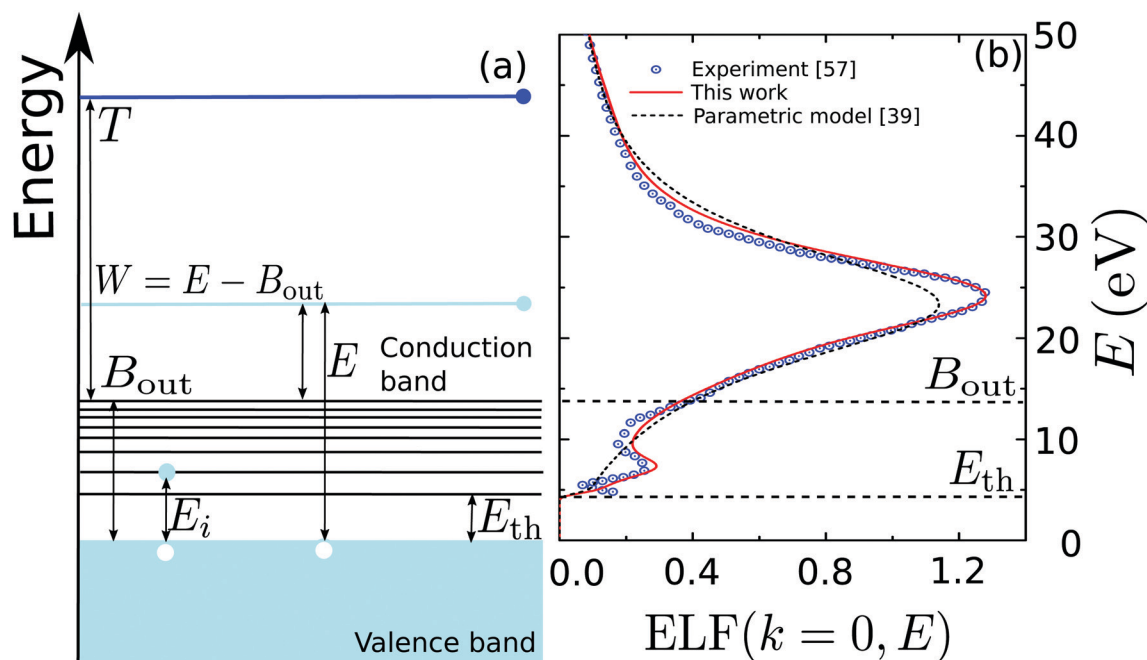 Energy
(a)
T
W = E − B_out
E
Conduction
band
B_out
E_i
E_th
Valence band
(b)
Experiment [57]
This work
Parametric model [39]
50
40
30
20
10
0
E (eV)
B_out
E_th
0.0 0.4 0.8 1.2
ELF(k = 0, E)